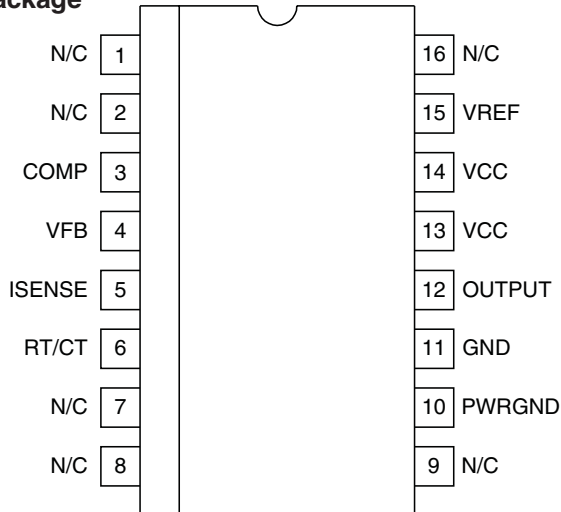 ackage
N/C 1 16 N/C
N/C 2 15 VREF
COMP 3 14 VCC
VFB 4 13 VCC
ISENSE 5 12 OUTPUT
RT/CT 6 11 GND
N/C 7 10 PWRGND
N/C 8 9 N/C